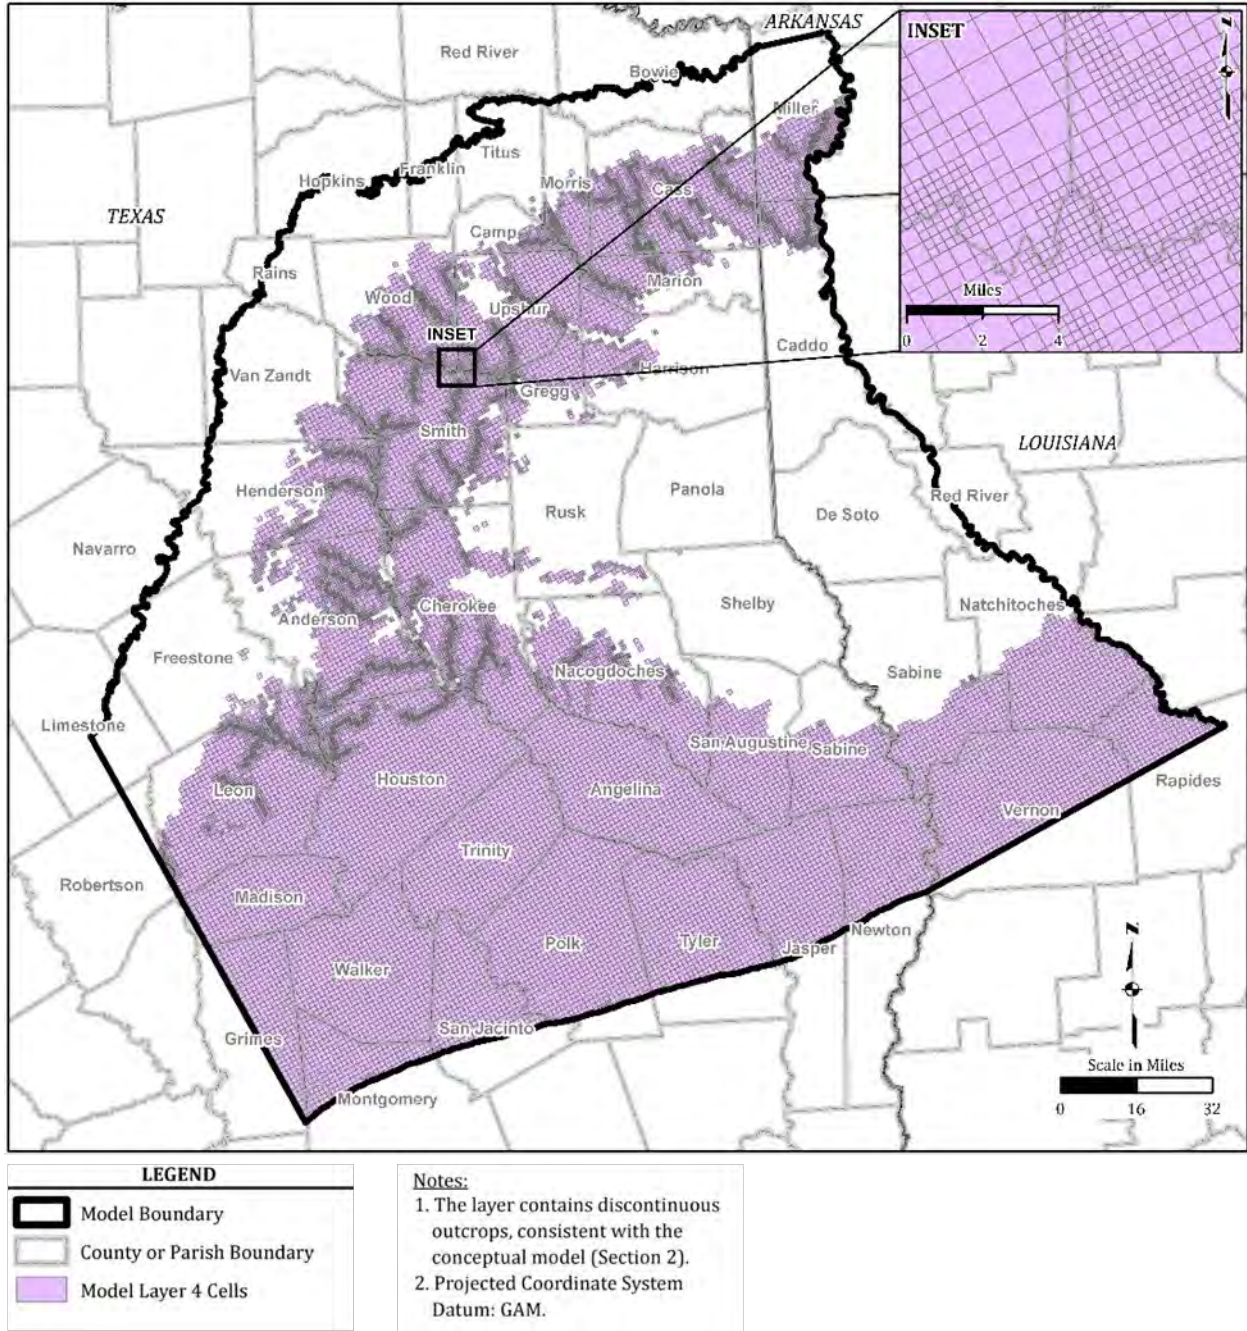 ARKANSAS
INSET
N
Red River
Bowie
Miller
Titus
Franklin
Hopkins
Morris
Cass
TEXAS
Camp
Rains
Marion
Wood
Upshur
Miles
0 2 4
INSET
Caddo
Van Zandt
Harrison
Gregg
Smith
LOUISIANA
Henderson
Panola
Red River
Rusk
De Soto
Navarro
Shelby
Natchitoches
Cherokee
Anderson
Freestone
Nacogdoches
Sabine
Limestone
San Augustine
Sabine
Houston
Rapides
Leon
Angelina
Vernon
Trinity
Robertson
Madison
Newton
N
Polk
Tyler
Jasper
Walker
San Jacinto
Grimes
Scale in Miles
0 16 32
Montgomery
LEGEND
Model Boundary
County or Parish Boundary
Model Layer 4 Cells
Notes:
1. The layer contains discontinuous
outcrops, consistent with the
conceptual model (Section 2).
2. Projected Coordinate System
Datum: GAM.